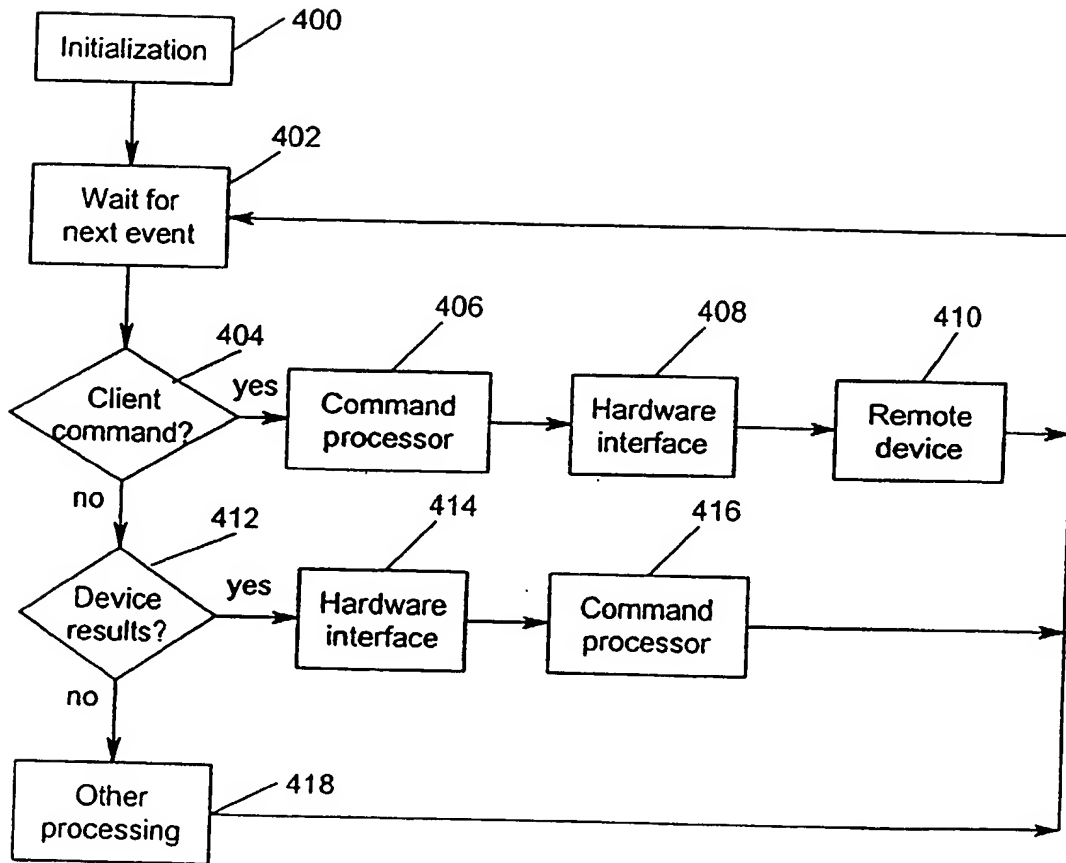 400
Initialization
402
Wait for
next event
404
Client
command?
yes
406
Command
processor
408
Hardware
interface
410
Remote
device
no
412
Device
results?
yes
414
Hardware
interface
416
Command
processor
no
418
Other
processing